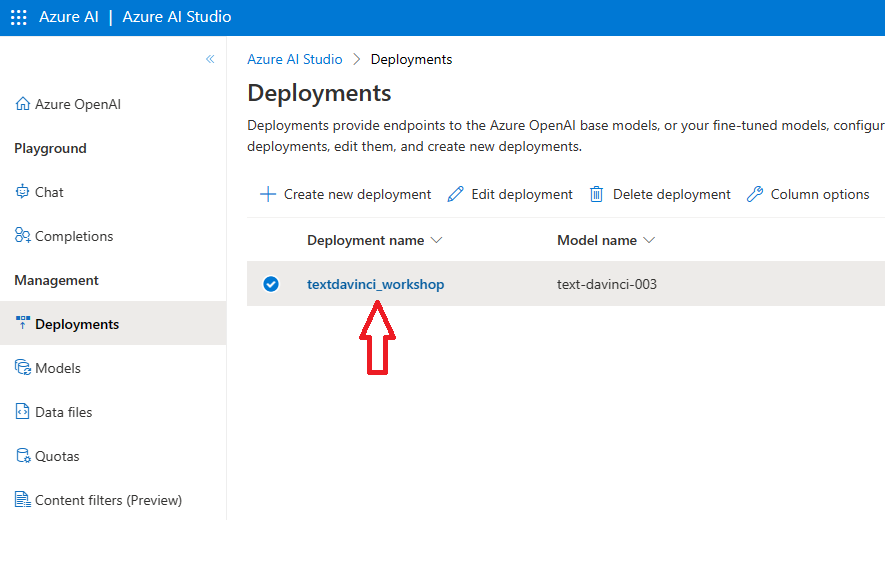 Azure AI | Azure AI Studio
«
Azure OpenAI
Playground
Chat
Completions
Management
Deployments
Models
Data files
Quotas
Content filters (Preview)
Azure AI Studio > Deployments
Deployments
Deployments provide endpoints to the Azure OpenAI base models, or your fine-tuned models, configur
deployments, edit them, and create new deployments.
Create new deployment Edit deployment Delete deployment Column options
Deployment name Model name
textdavinci_workshop text-davinci-003